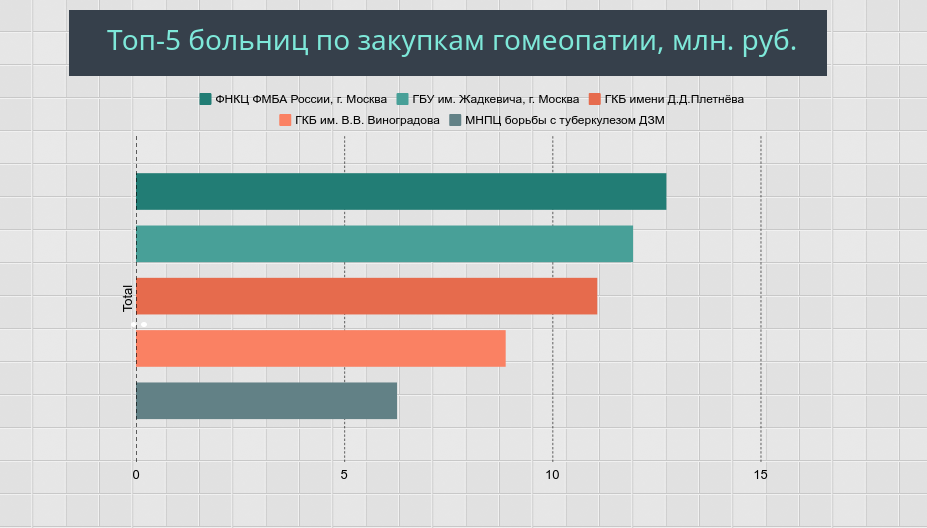 Топ-5 больниц по закупкам гомеопатии, млн. руб.
ФНКЦ ФМБА России, г. Москва ГБУ им. Жадкевича, г. Москва ГКБ имени Д.Д.Плетнёва
ГКБ им. В.В. Виноградова МНПЦ борьбы с туберкулезом ДЗМ
Total
0 5 10 15